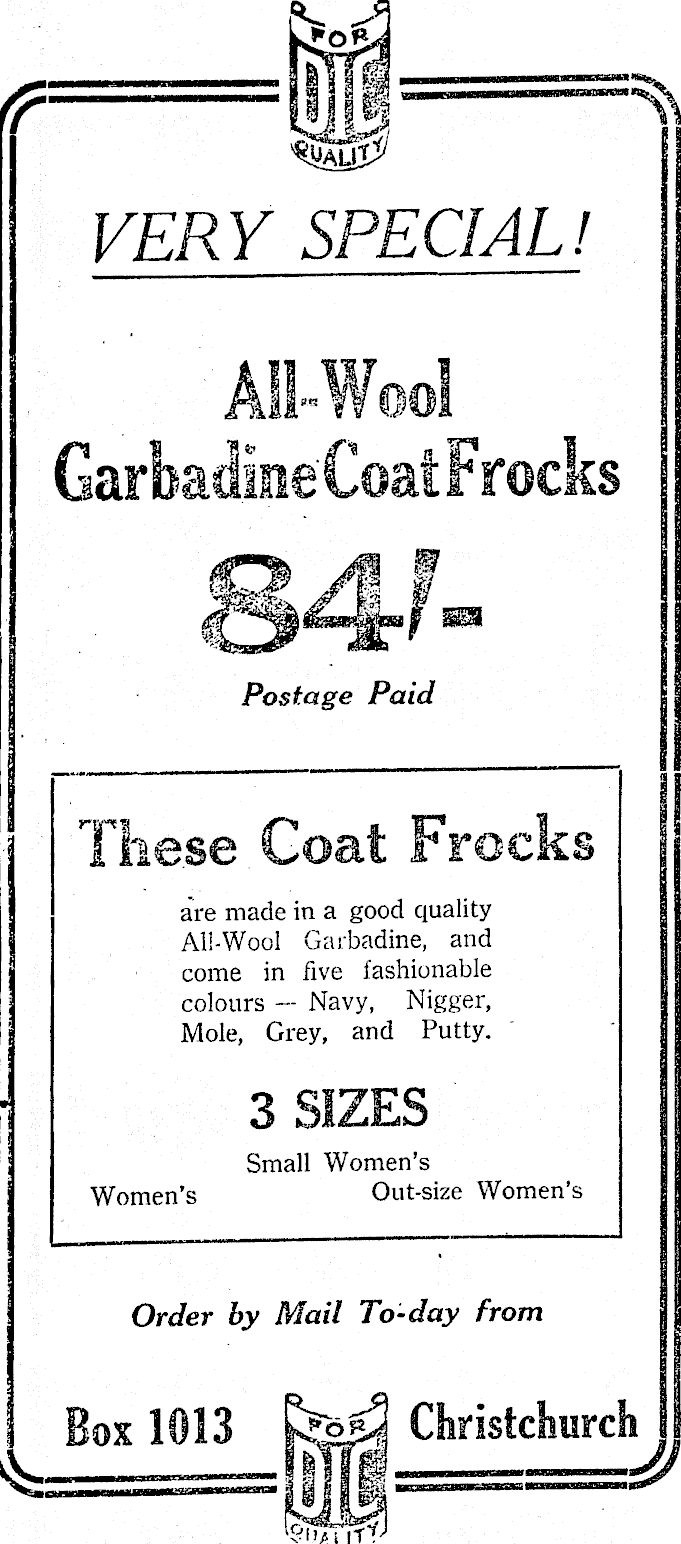 FOR
DIC
QUALITY
VERY SPECIAL!
All-Wool
Garbadine Coat Frocks
84/-
Postage Paid
These Coat Frocks
are made in a good quality
All-Wool Garbadine, and
come in five fashionable
colours — Navy, Nigger,
Mole, Grey, and Putty.
3 SIZES
Small Women's
Women's Out-size Women's
Order by Mail To-day from
Box 1013
FOR
DIC
QUALITY
Christchurch